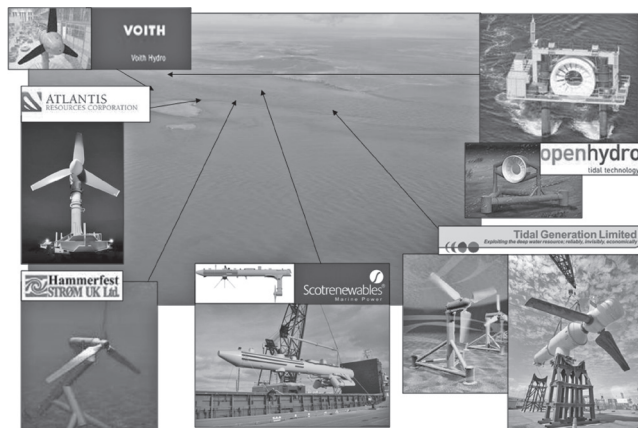 VOITH
Voith Hydro
ATLANTIS
RESOURCES CORPORATION
openhydro
tidal technology
Tidal Generation Limited
Exploiting the deep water resource; reliably, invisibly, economically
Hammerfest
STRØM UK Ltd.
Scotrenewables
Marine Power